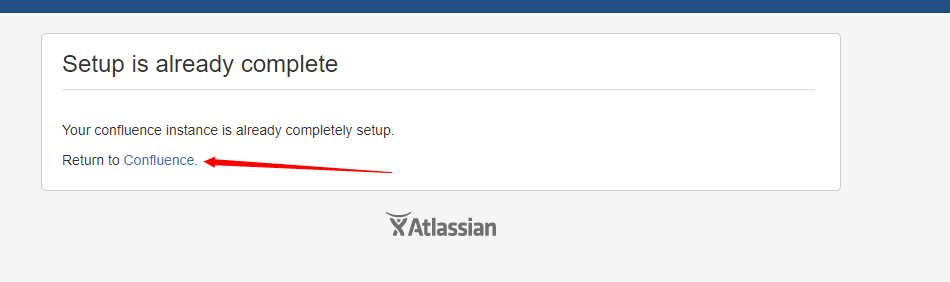 Setup is already complete
Your confluence instance is already completely setup.
Return to Confluence.
Atlassian